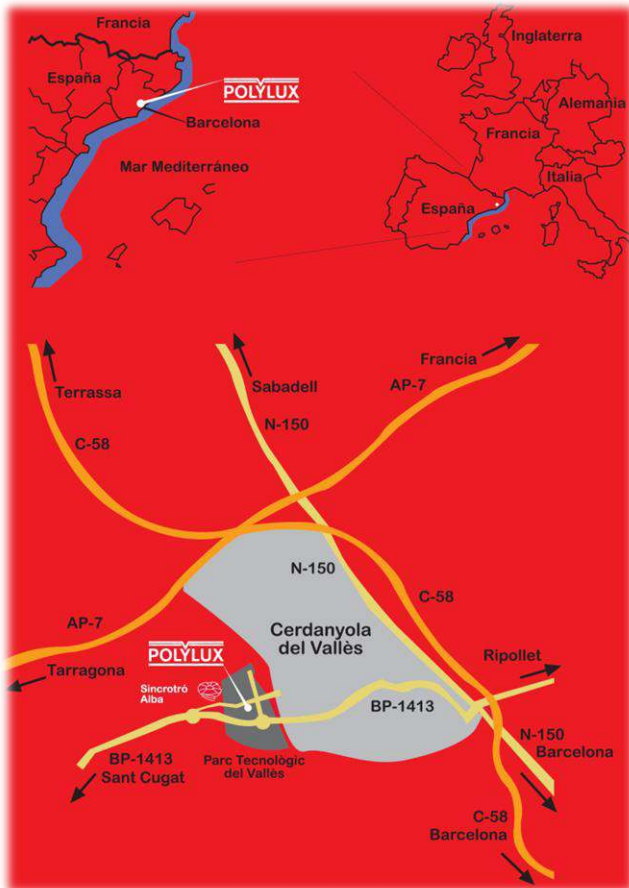 Francia
España
POLYLUX
Barcelona
Mar Mediterráneo
Inglaterra
Alemania
Francia
Italia
España
Francia
Terrassa
Sabadell
AP-7
N-150
C-58
N-150
C-58
AP-7
Cerdanyola
del Vallès
POLYLUX
Ripollet
Tarragona
Sincrotró
Alba
BP-1413
N-150
Barcelona
Parc Tecnològic
del Vallès
BP-1413
Sant Cugat
C-58
Barcelona